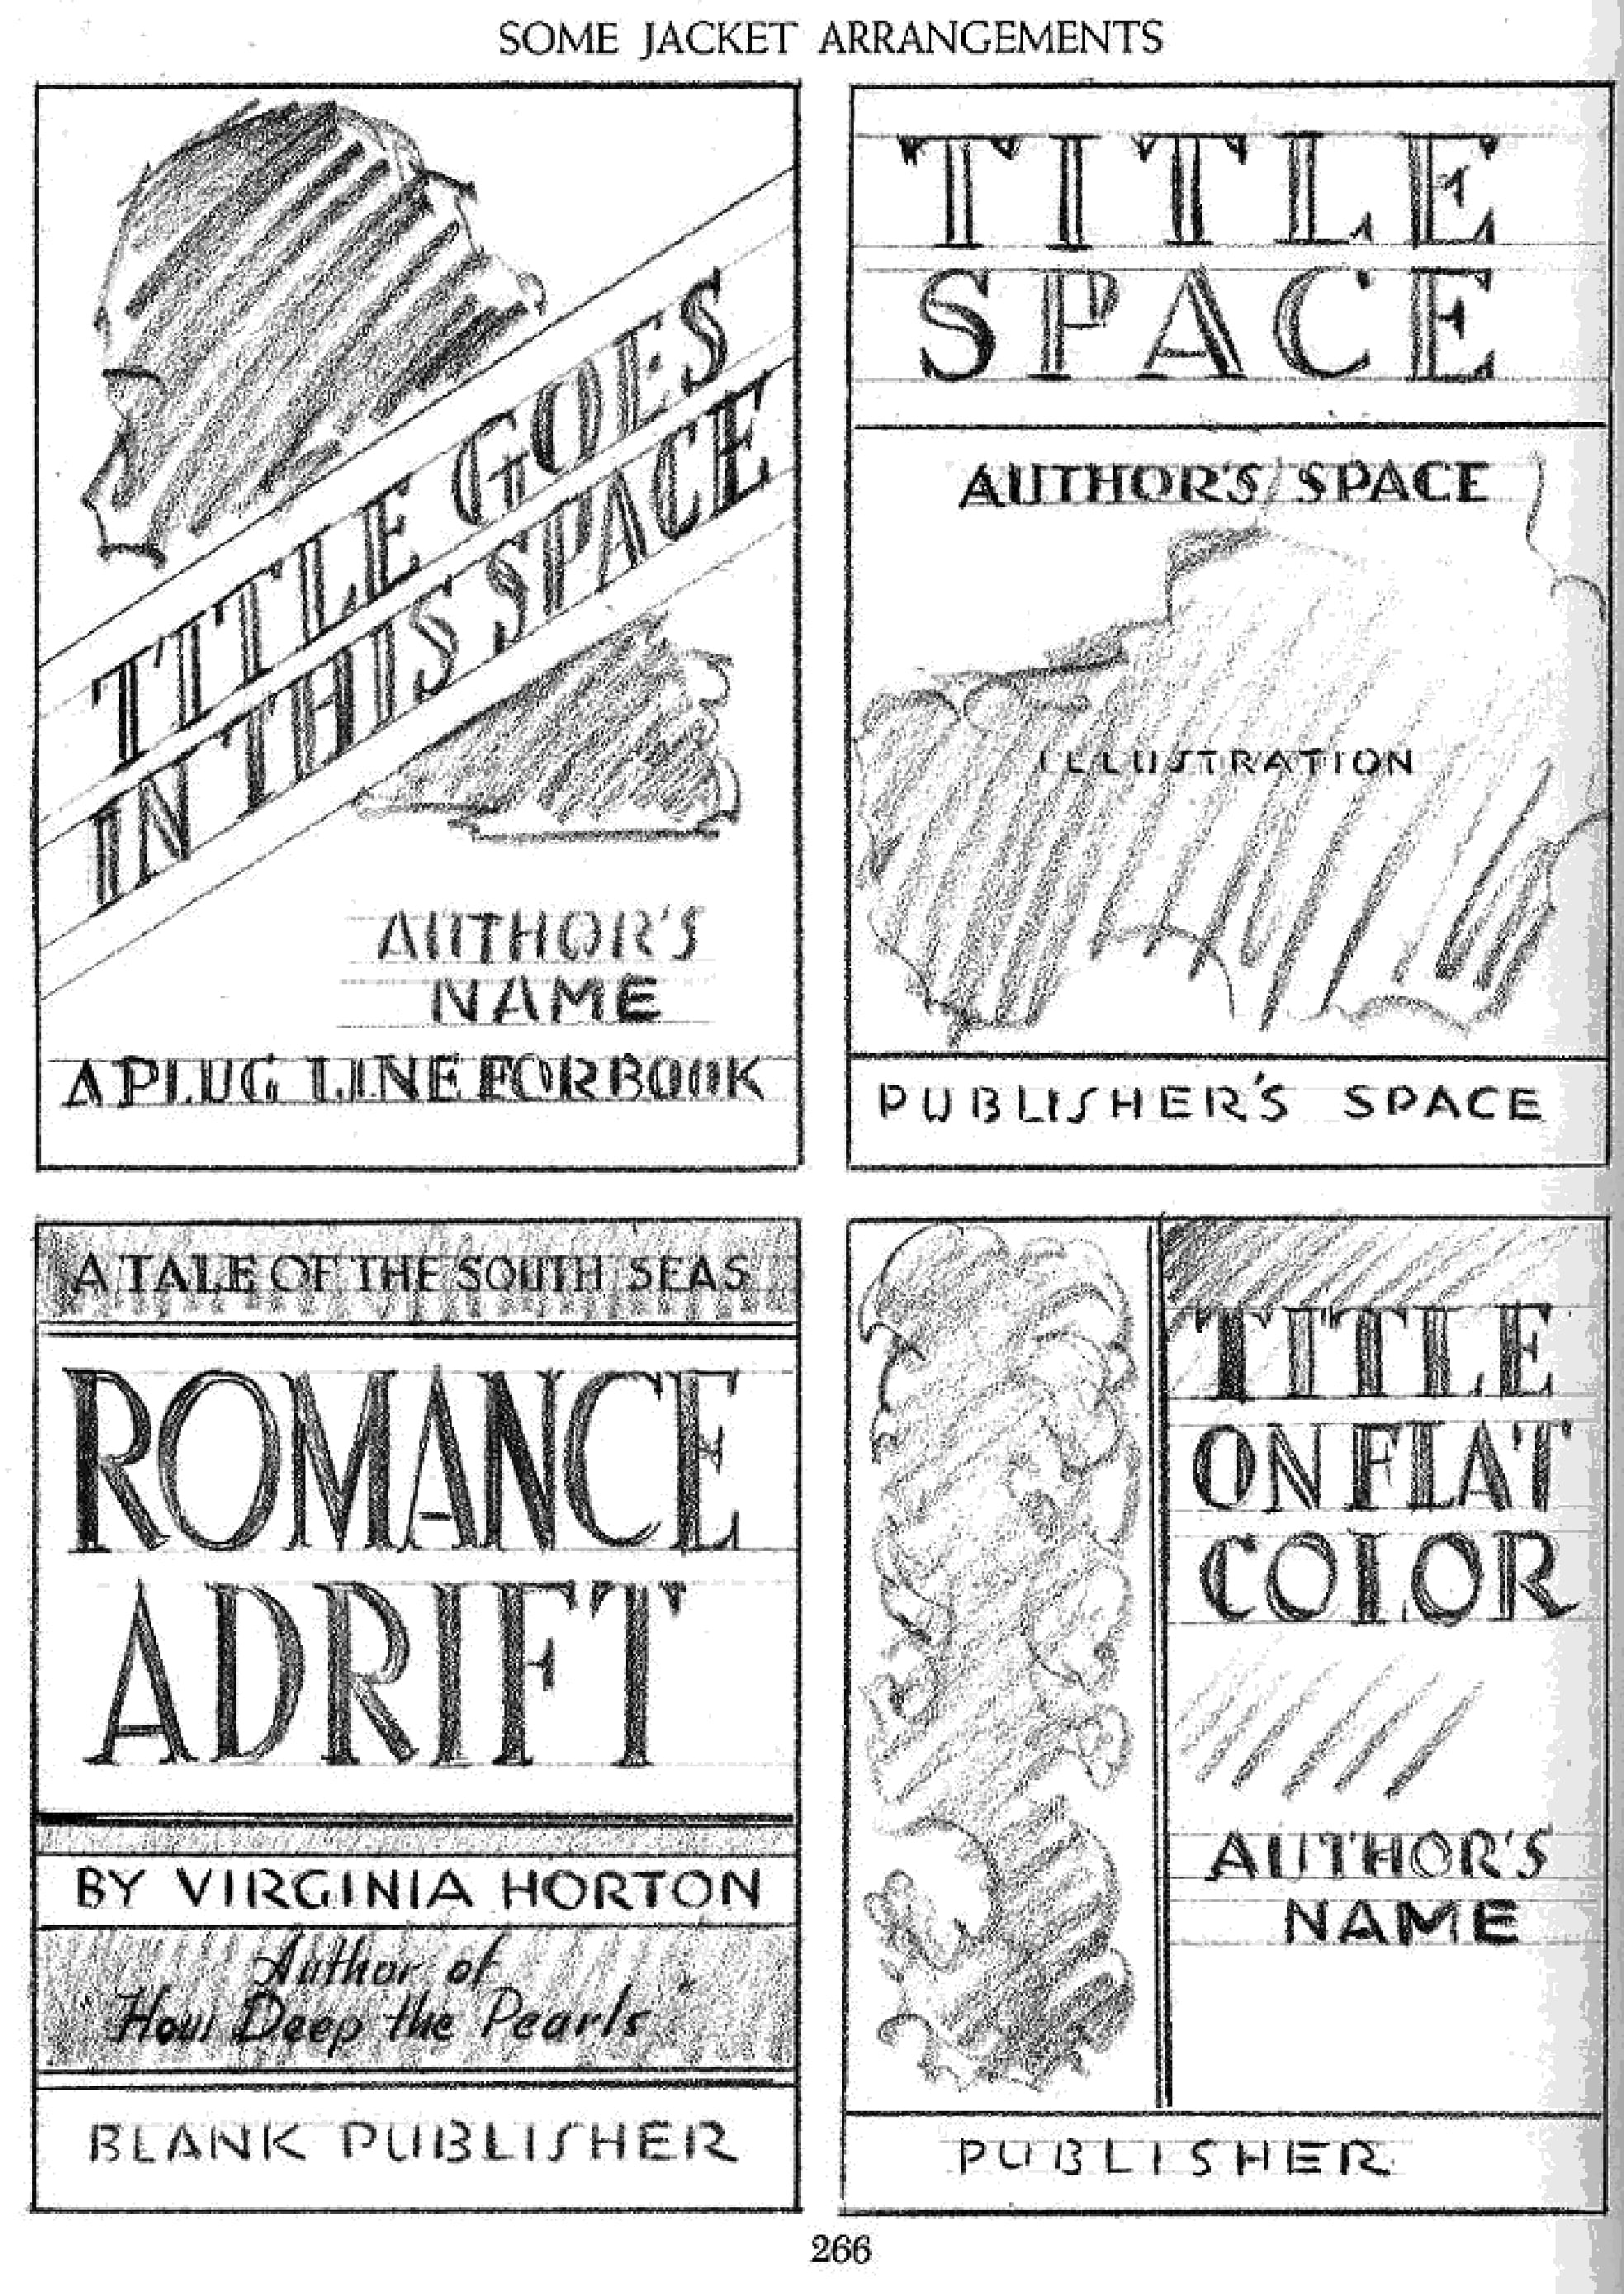 SOME JACKET ARRANGEMENTS
TITLE GOES
IN THIS SPACE
AUTHOR'S
NAME
A PLUG LINE FOR BOOK
TITLE
SPACE
AUTHOR'S SPACE
ILLUSTRATION
PUBLISHER'S SPACE
A TALE OF THE SOUTH SEAS
ROMANCE
ADRIFT
BY VIRGINIA HORTON
Author of
"How Deep the Pearls"
BLANK PUBLISHER
TITLE
ON FLAT
COLOR
AUTHOR'S
NAME
PUBLISHER
266